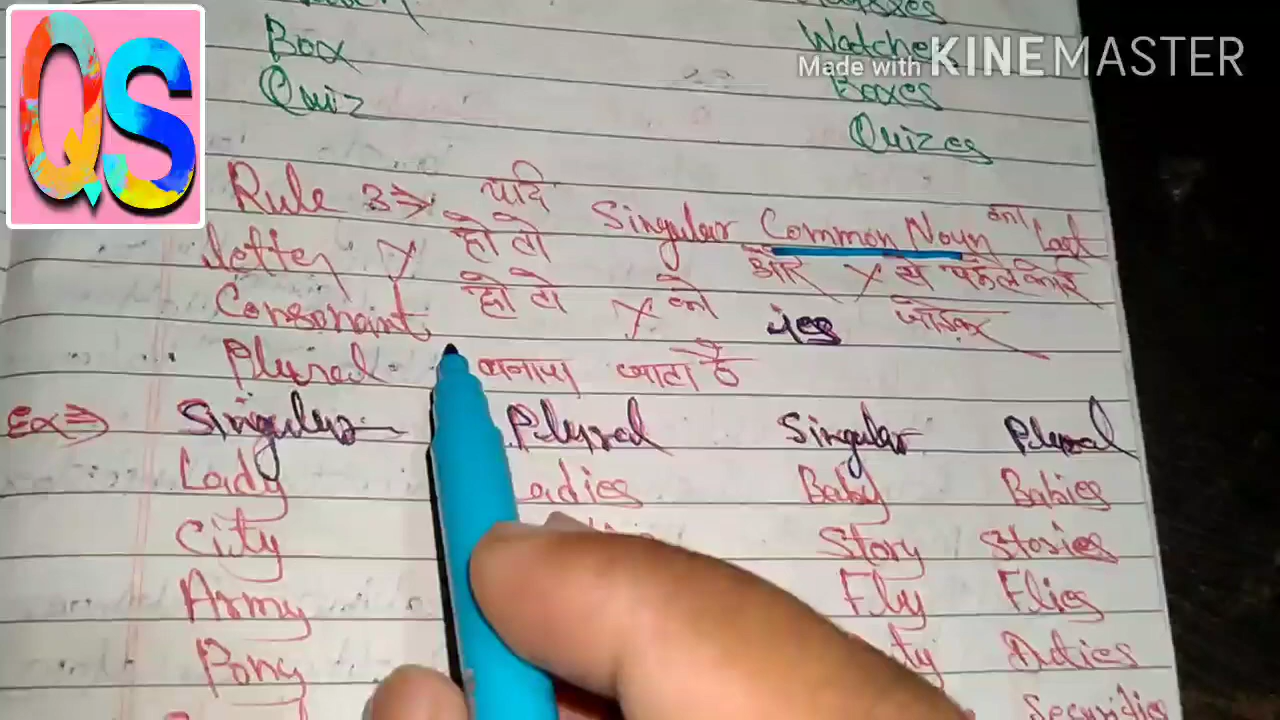 QS
Made with KINEMASTER
Box Watches
Quiz Boxes
Quizes
Rule 3⇒ यदि Singular Common Noun का Last
letter Y हो तो और Y से पहले कोई
Consonant हो तो Y को ies जोड़कर
Plural बनाया जाता है
Ex⇒ Singular Plural Singular Plural
Lady Ladies Baby Babies
City Story Stories
Army Fly Flies
Pony Duties